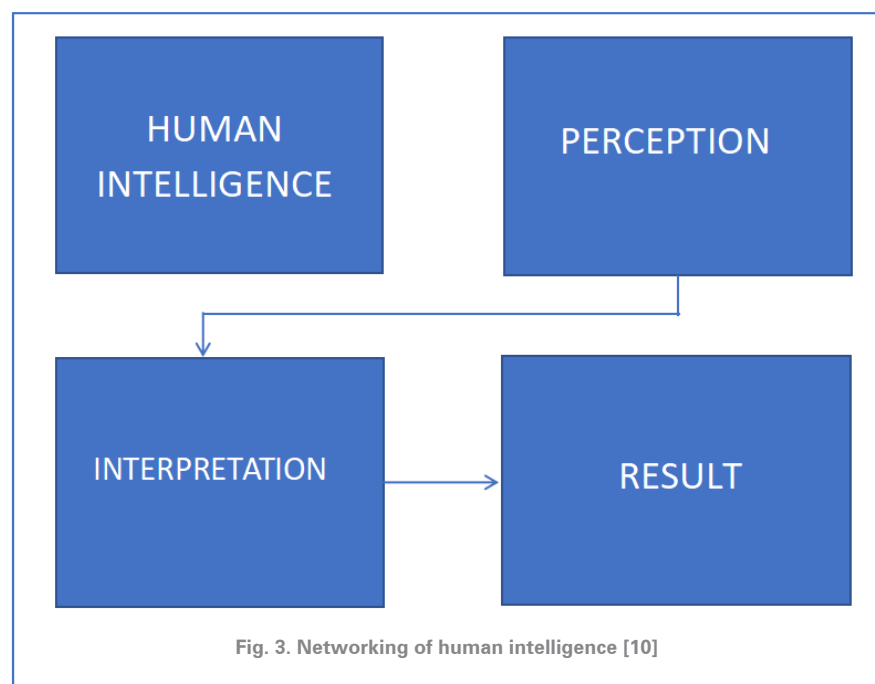 HUMAN
INTELLIGENCE
PERCEPTION
INTERPRETATION
RESULT
Fig. 3. Networking of human intelligence [10]